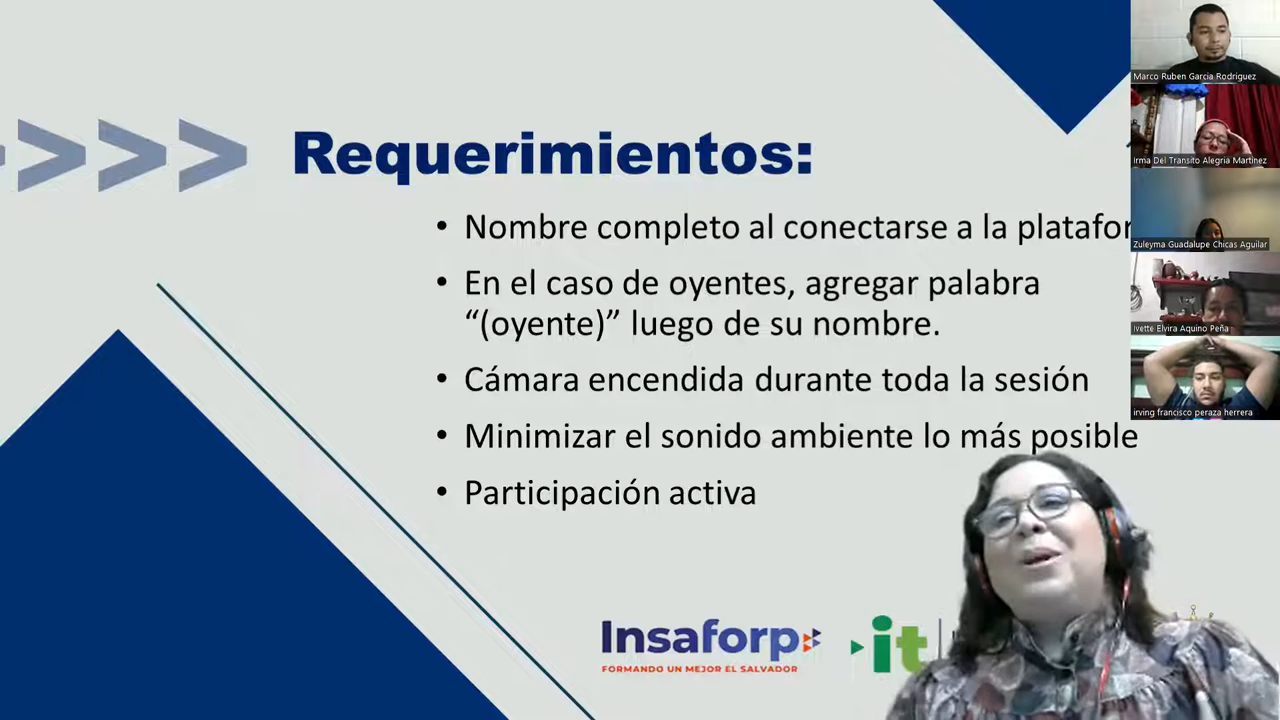 Requerimientos:
• Nombre completo al conectarse a la platafor
• En el caso de oyentes, agregar palabra
“(oyente)” luego de su nombre.
• Cámara encendida durante toda la sesión
• Minimizar el sonido ambiente lo más posible
• Participación activa
Insaforp
FORMANDO UN MEJOR EL SALVADOR
it
Marco Ruben Garcia Rodriguez
Irma Del Transito Alegria Martinez
Zuleyma Guadalupe Chicas Aguilar
Ivette Elvira Aquino Peña
irving francisco peraza herrera